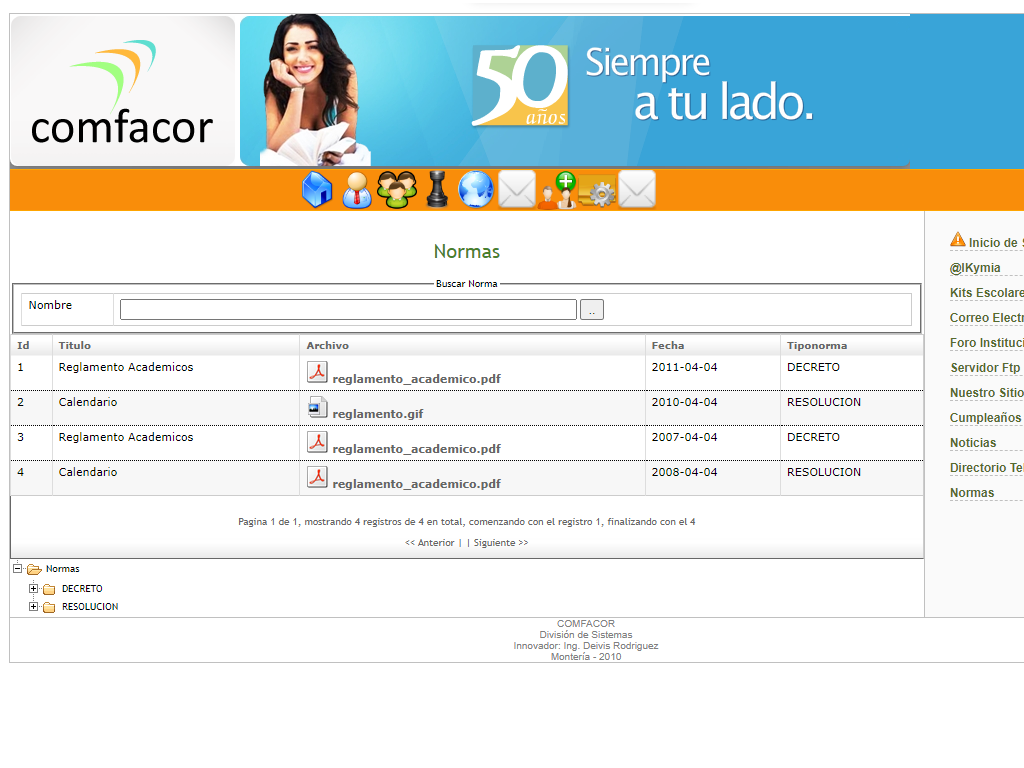 comfacor
50 años
Siempre
a tu lado.
Normas
Buscar Norma
Nombre
..
Id Titulo Archivo Fecha Tiponorma
1 Reglamento Academicos reglamento_academico.pdf 2011-04-04 DECRETO
2 Calendario reglamento.gif 2010-04-04 RESOLUCION
3 Reglamento Academicos reglamento_academico.pdf 2007-04-04 DECRETO
4 Calendario reglamento_academico.pdf 2008-04-04 RESOLUCION
Pagina 1 de 1, mostrando 4 registros de 4 en total, comenzando con el registro 1, finalizando con el 4
<< Anterior | | Siguiente >>
Normas
DECRETO
RESOLUCION
Inicio de
@IKymia
Kits Escolare
Correo Electr
Foro Instituci
Servidor Ftp
Nuestro Sitio
Cumpleaños
Noticias
Directorio Tel
Normas
COMFACOR
División de Sistemas
Innovador: Ing. Deivis Rodriguez
Montería - 2010